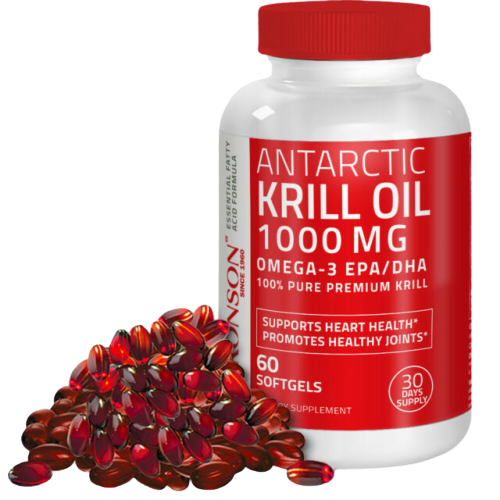 ESSENTIAL FATTY
ACID FORMULA
SINCE 1960
ANTARCTIC
KRILL OIL
1000 MG
OMEGA-3 EPA/DHA
100% PURE PREMIUM KRILL
SUPPORTS HEART HEALTH*
PROMOTES HEALTHY JOINTS*
60
SOFTGELS
30
DAYS
SUPPLY
SUPPLEMENT